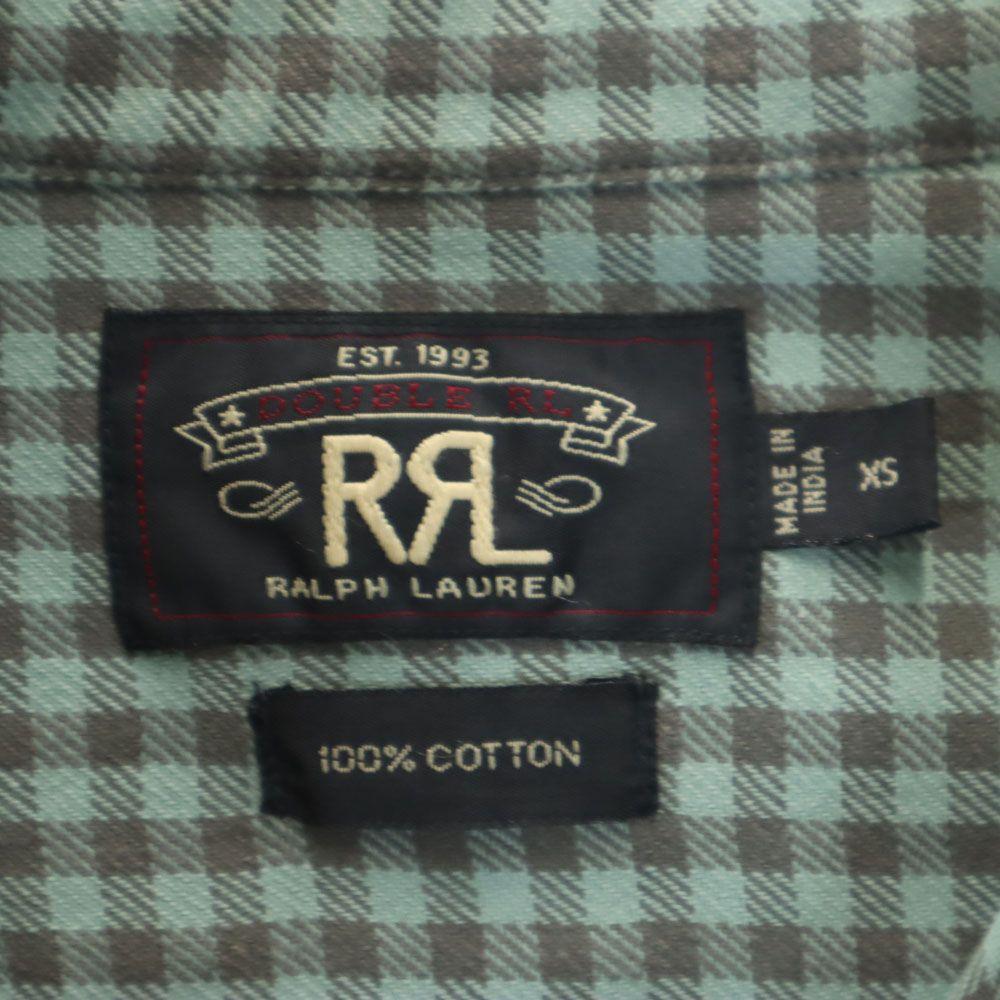 EST. 1993
DOUBLE RL
RRL
RALPH LAUREN
MADE IN
INDIA
XS
100% COTTON